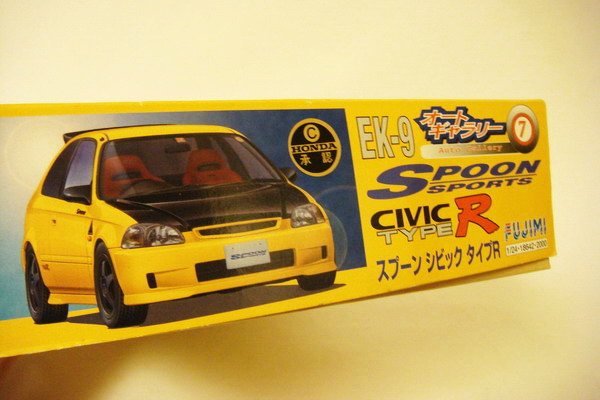 C
HONDA
承認
EK-9
オート
ギャラリー
7
Auto Gallery
SPOON
SPORTS
CIVIC
TYPE R
FUJIMI
1/24・18642-2000
スプーン シビック タイプR
SPOON